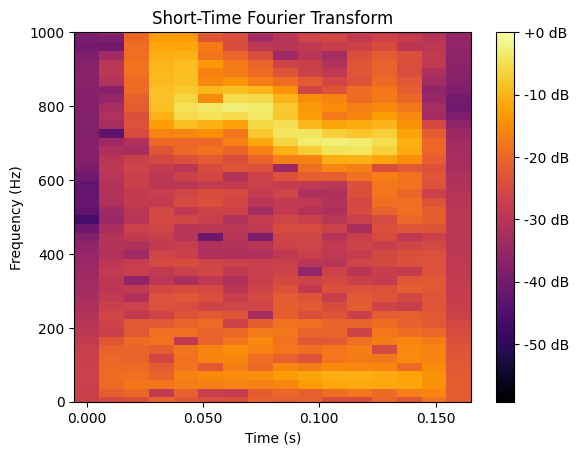 Short-Time Fourier Transform
1000
800
600
400
200
0
Frequency (Hz)
0.000
0.050
0.100
0.150
Time (s)
+0 dB
-10 dB
-20 dB
-30 dB
-40 dB
-50 dB